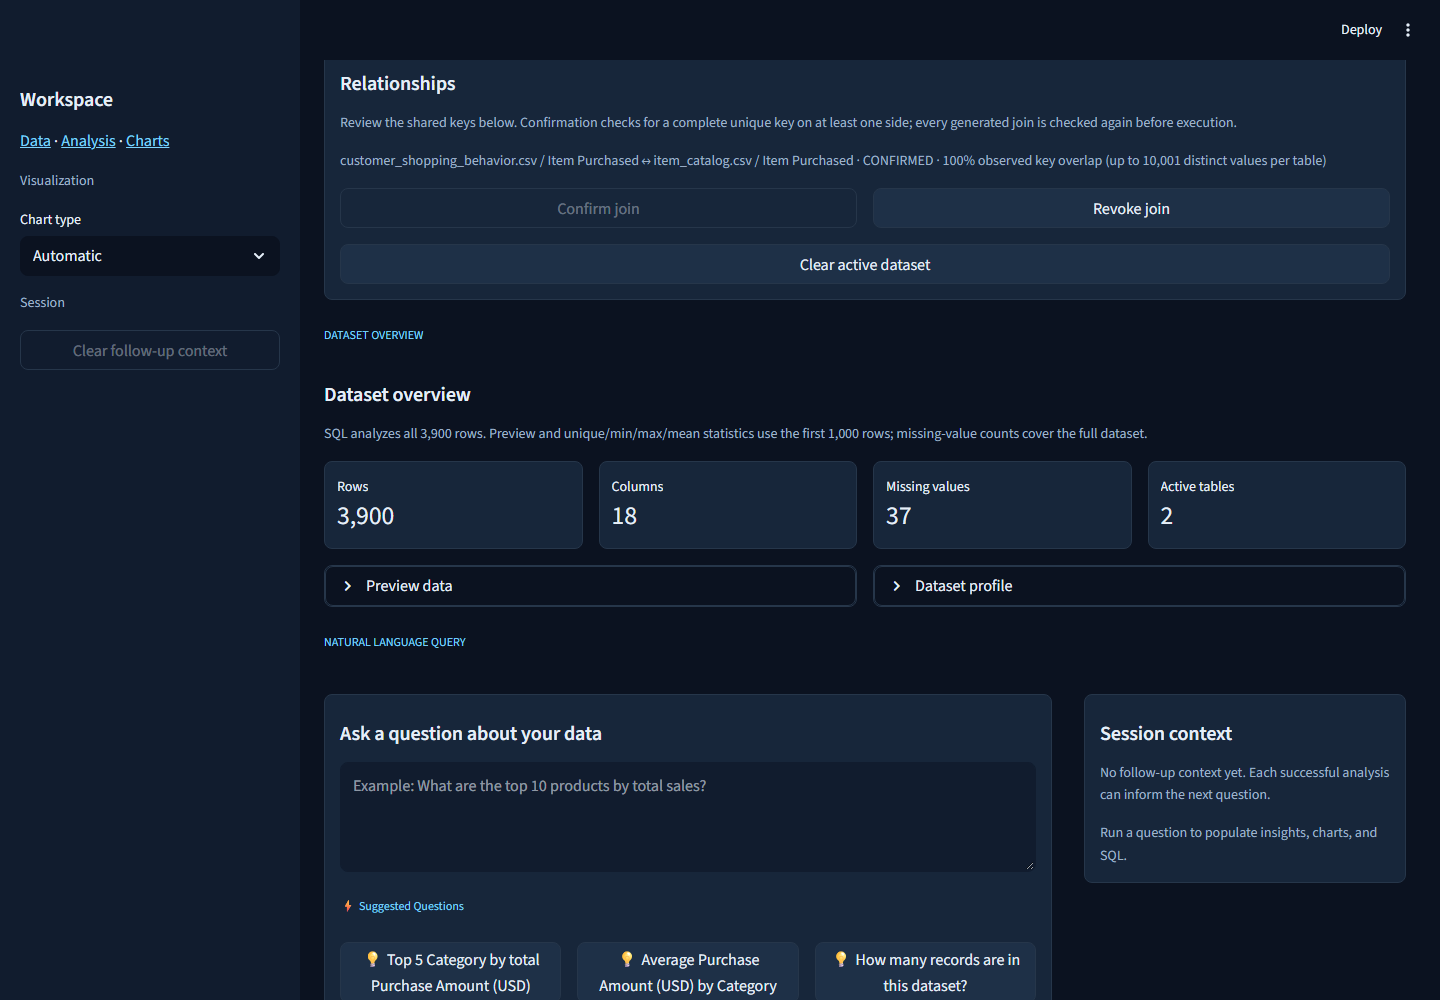 Deploy
Workspace
Data · Analysis · Charts
Visualization
Chart type
Automatic
Session
Clear follow-up context
Relationships
Review the shared keys below. Confirmation checks for a complete unique key on at least one side; every generated join is checked again before execution.
customer_shopping_behavior.csv / Item Purchased ↔ item_catalog.csv / Item Purchased · CONFIRMED · 100% observed key overlap (up to 10,001 distinct values per table)
Confirm join
Revoke join
Clear active dataset
DATASET OVERVIEW
Dataset overview
SQL analyzes all 3,900 rows. Preview and unique/min/max/mean statistics use the first 1,000 rows; missing-value counts cover the full dataset.
Rows
3,900
Columns
18
Missing values
37
Active tables
2
Preview data
Dataset profile
NATURAL LANGUAGE QUERY
Ask a question about your data
Example: What are the top 10 products by total sales?
Suggested Questions
Top 5 Category by total
Purchase Amount (USD)
Average Purchase
Amount (USD) by Category
How many records are in
this dataset?
Session context
No follow-up context yet. Each successful analysis
can inform the next question.
Run a question to populate insights, charts, and
SQL.